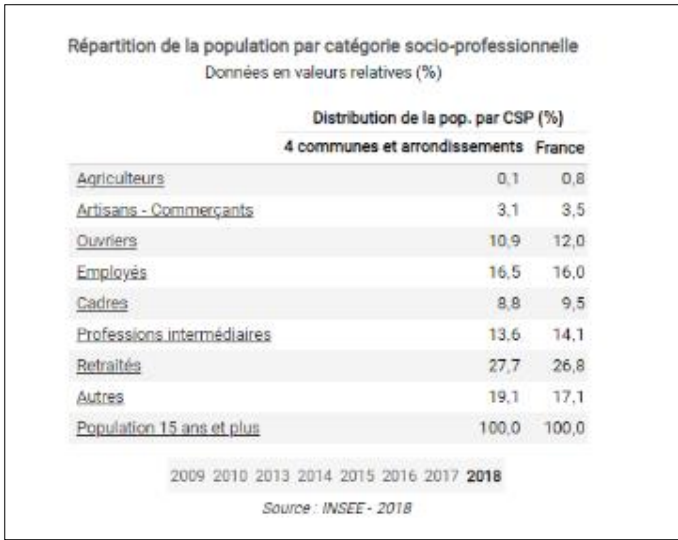 Répartition de la population par catégorie socio-professionnelle
Données en valeurs relatives (%)
Distribution de la pop. par CSP (%)
4 communes et arrondissements France
Agriculteurs 0,1 0,8
Artisans - Commerçants 3,1 3,5
Ouvriers 10,9 12,0
Employés 16,5 16,0
Cadres 8,8 9,5
Professions intermédiaires 13,6 14,1
Retraités 27,7 26,8
Autres 19,1 17,1
Population 15 ans et plus 100,0 100,0
2009 2010 2013 2014 2015 2016 2017 2018
Source : INSEE - 2018